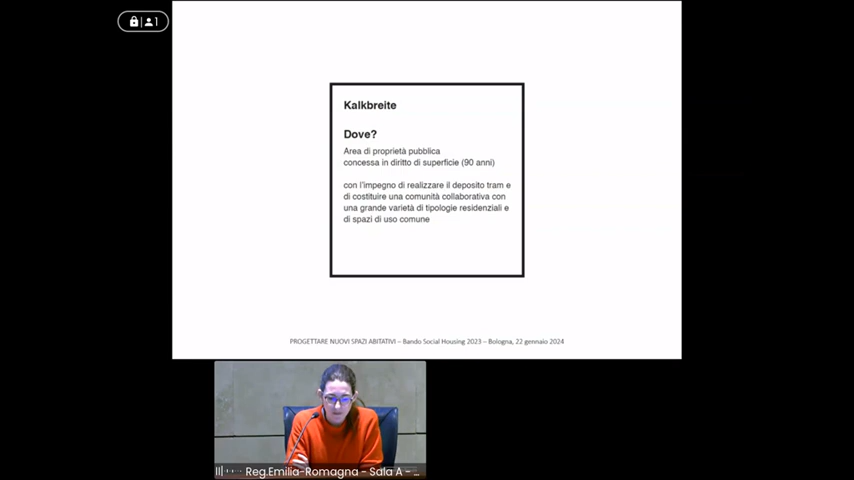 1
Kalkbreite
Dove?
Area di proprietà pubblica
concessa in diritto di superficie (90 anni)
con l'impegno di realizzare il deposito tram e
di costituire una comunità collaborativa con
una grande varietà di tipologie residenziali e
di spazi di uso comune
PROGETTARE NUOVI SPAZI ABITATIVI – Bando Social Housing 2023 – Bologna, 22 gennaio 2024
Reg.Emilia-Romagna - Sala A - ...